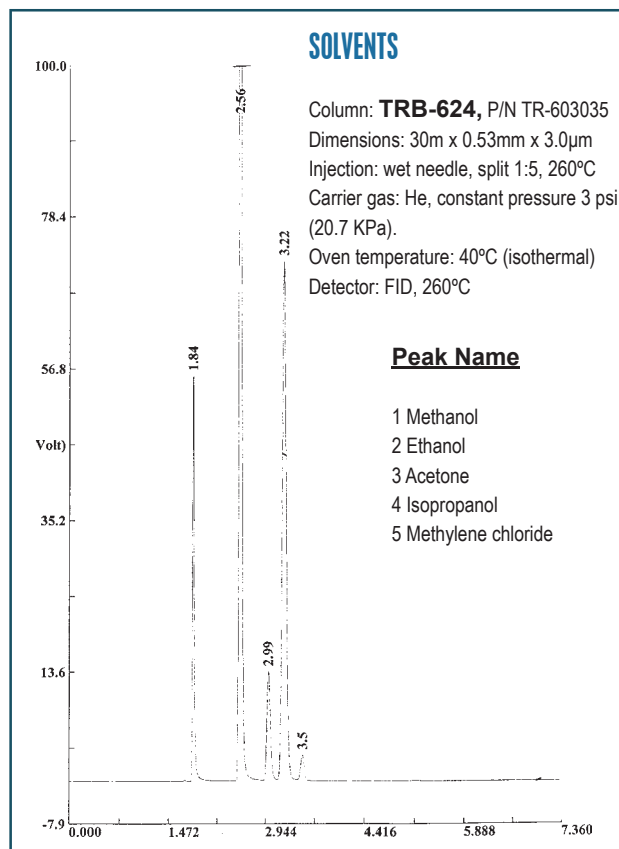 SOLVENTS
Column: TRB-624, P/N TR-603035
Dimensions: 30m x 0.53mm x 3.0µm
Injection: wet needle, split 1:5, 260ºC
Carrier gas: He, constant pressure 3 psi
(20.7 KPa).
Oven temperature: 40ºC (isothermal)
Detector: FID, 260ºC
Peak Name
1 Methanol
2 Ethanol
3 Acetone
4 Isopropanol
5 Methylene chloride
100.0
78.4
56.8
Volt)
35.2
13.6
-7.9
1.84
2.56
2.99
3.22
3.5
0.000
1.472
2.944
4.416
5.888
7.360